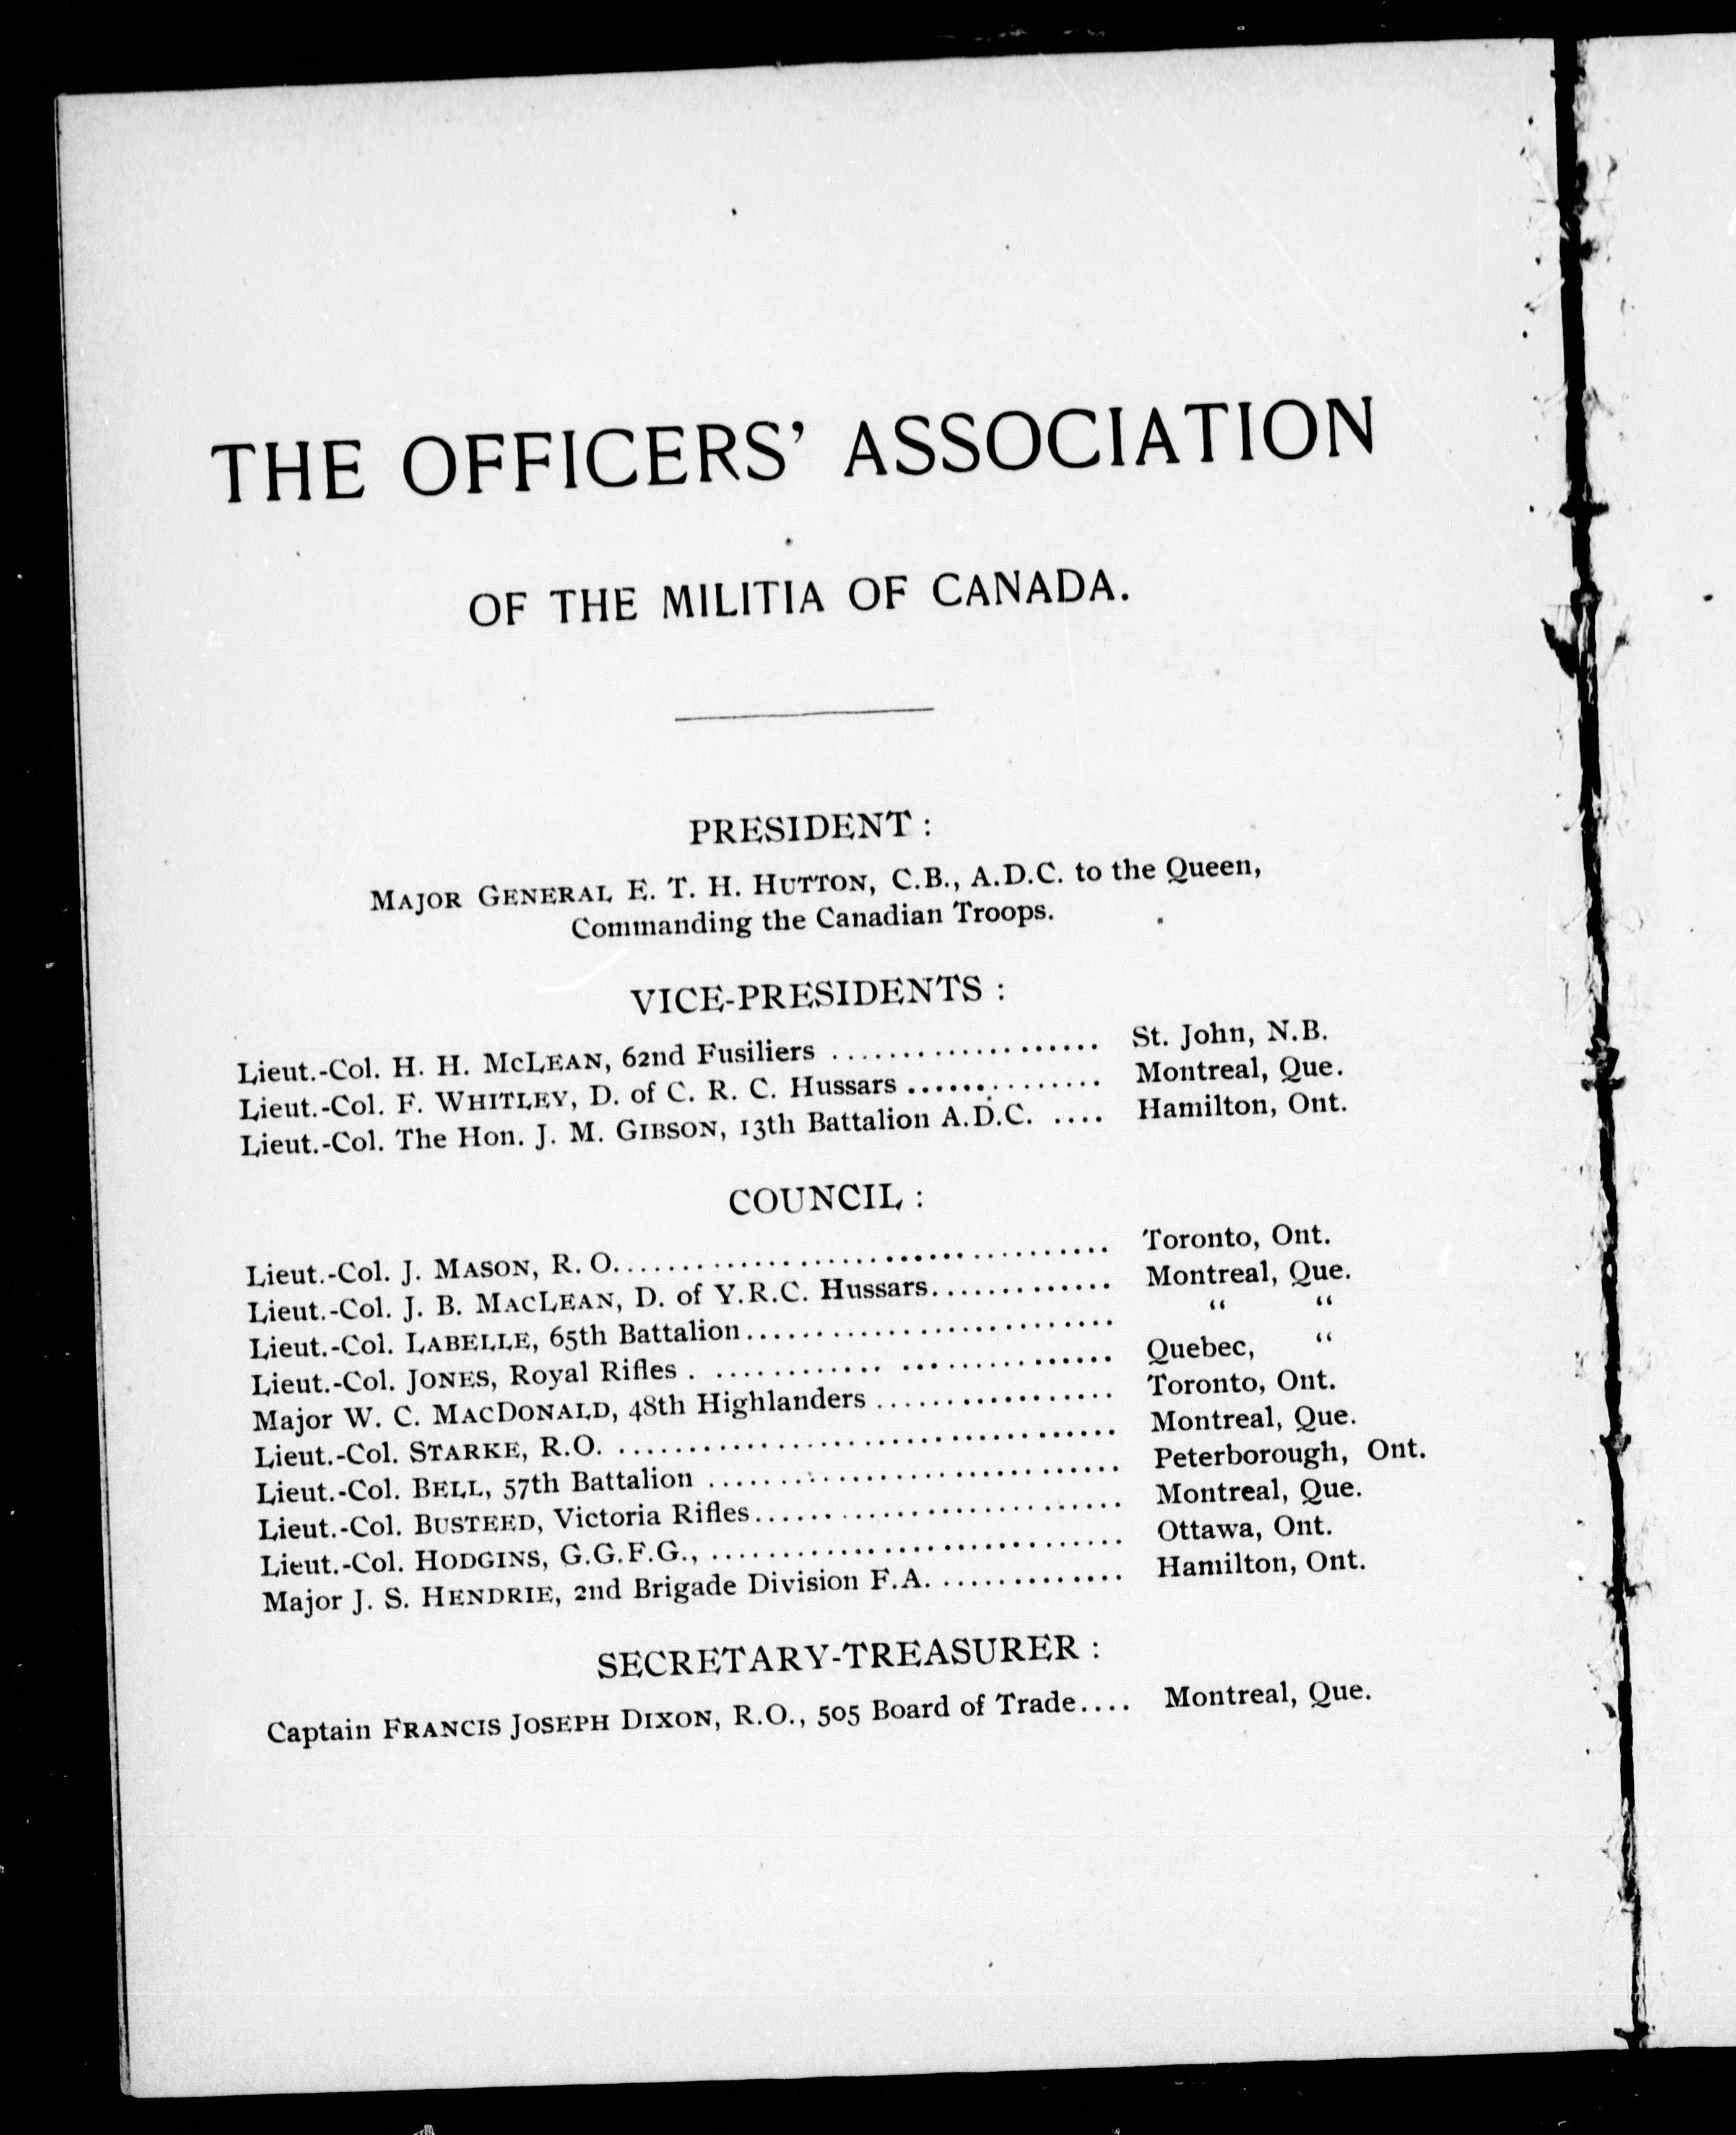 THE OFFICERS' ASSOCIATION
OF THE MILITIA OF CANADA.
PRESIDENT :
MAJOR GENERAL E. T. H. HUTTON, C.B., A.D.C. to the Queen,
Commanding the Canadian Troops.
VICE-PRESIDENTS :
Lieut.-Col. H. H. MCLEAN, 62nd Fusiliers ................... St. John, N.B.
Lieut.-Col. F. WHITLEY, D. of C. R. C. Hussars .............. Montreal, Que.
Lieut.-Col. The Hon. J. M. GIBSON, 13th Battalion A.D.C. .... Hamilton, Ont.
COUNCIL :
Lieut.-Col. J. MASON, R. O.................................... Toronto, Ont.
Lieut.-Col. J. B. MACLEAN, D. of Y.R.C. Hussars............. Montreal, Que.
Lieut.-Col. LABELLE, 65th Battalion.......................... “ “
Lieut.-Col. JONES, Royal Rifles . ............ ............... Quebec, “
Major W. C. MACDONALD, 48th Highlanders ................. Toronto, Ont.
Lieut.-Col. STARKE, R.O. .................................... Montreal, Que.
Lieut.-Col. BELL, 57th Battalion .............................. Peterborough, Ont.
Lieut.-Col. BUSTEED, Victoria Rifles........................... Montreal, Que.
Lieut.-Col. HODGINS, G.G.F.G., .............................. Ottawa, Ont.
Major J. S. HENDRIE, 2nd Brigade Division F.A. ............. Hamilton, Ont.
SECRETARY-TREASURER :
Captain FRANCIS JOSEPH DIXON, R.O., 505 Board of Trade.... Montreal, Que.